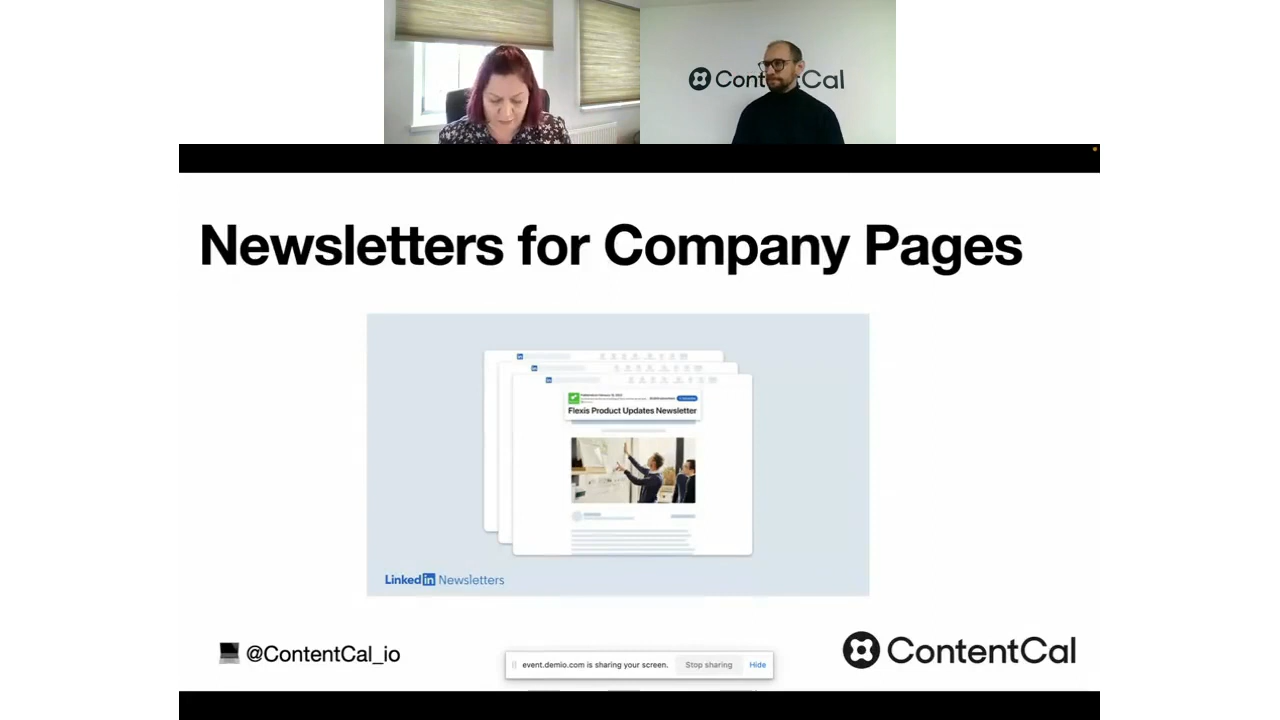 ContentCal
Newsletters for Company Pages
Flexis Product Updates Newsletter
Linkedin Newsletters
@ContentCal_io
event.demio.com is sharing your screen. Stop sharing Hide
ContentCal